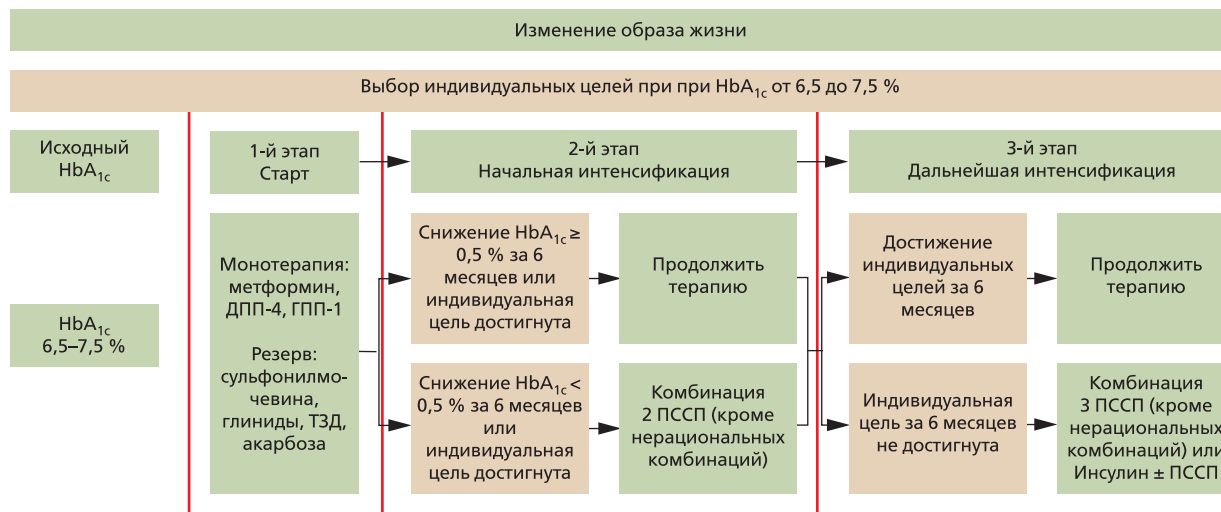 Изменение образа жизни
Выбор индивидуальных целей при при HbA1c от 6,5 до 7,5 %
Исходный
HbA1c
1-й этап
Старт
2-й этап
Начальная интенсификация
3-й этап
Дальнейшая интенсификация
HbA1c
6,5–7,5 %
Монотерапия:
метформин,
ДПП-4, ГПП-1
Резерв:
сульфонилмо-
чевина,
глиниды, ТЗД,
акарбоза
Снижение HbA1c ≥
0,5 % за 6
месяцев или
индивидуальная
цель достигнута
Продолжить
терапию
Достижение
индивидуальных
целей за 6
месяцев
Продолжить
терапию
Снижение HbA1c <
0,5 % за 6 месяцев
или
индивидуальная
цель достигнута
Комбинация
2 ПССП (кроме
нерациональных
комбинаций)
Индивидуальная
цель за 6 месяцев
не достигнута
Комбинация
3 ПССП (кроме
нерациональных
комбинаций) или
Инсулин ± ПССП